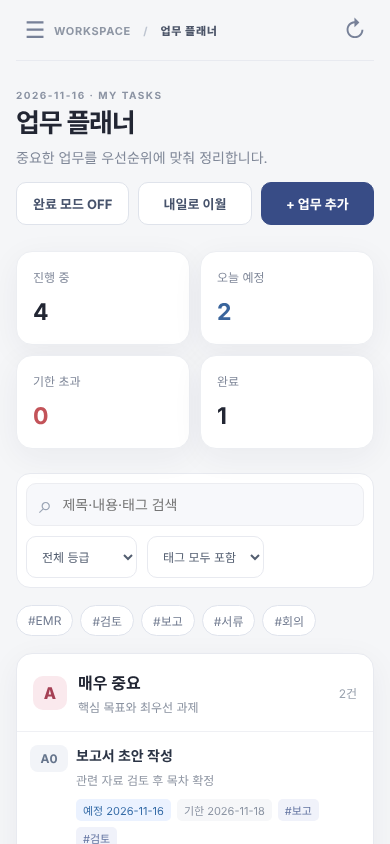 WORKSPACE / 업무 플래너
2026-11-16 · MY TASKS
업무 플래너
중요한 업무를 우선순위에 맞춰 정리합니다.
완료 모드 OFF 내일로 이월 + 업무 추가
진행 중 오늘 예정
4 2
기한 초과 완료
0 1
제목·내용·태그 검색
전체 등급 태그 모두 포함
#EMR #검토 #보고 #서류 #회의
A 매우 중요 2건
핵심 목표와 최우선 과제
A0 보고서 초안 작성
관련 자료 검토 후 목차 확정
예정 2026-11-16 기한 2026-11-18 #보고
#검토